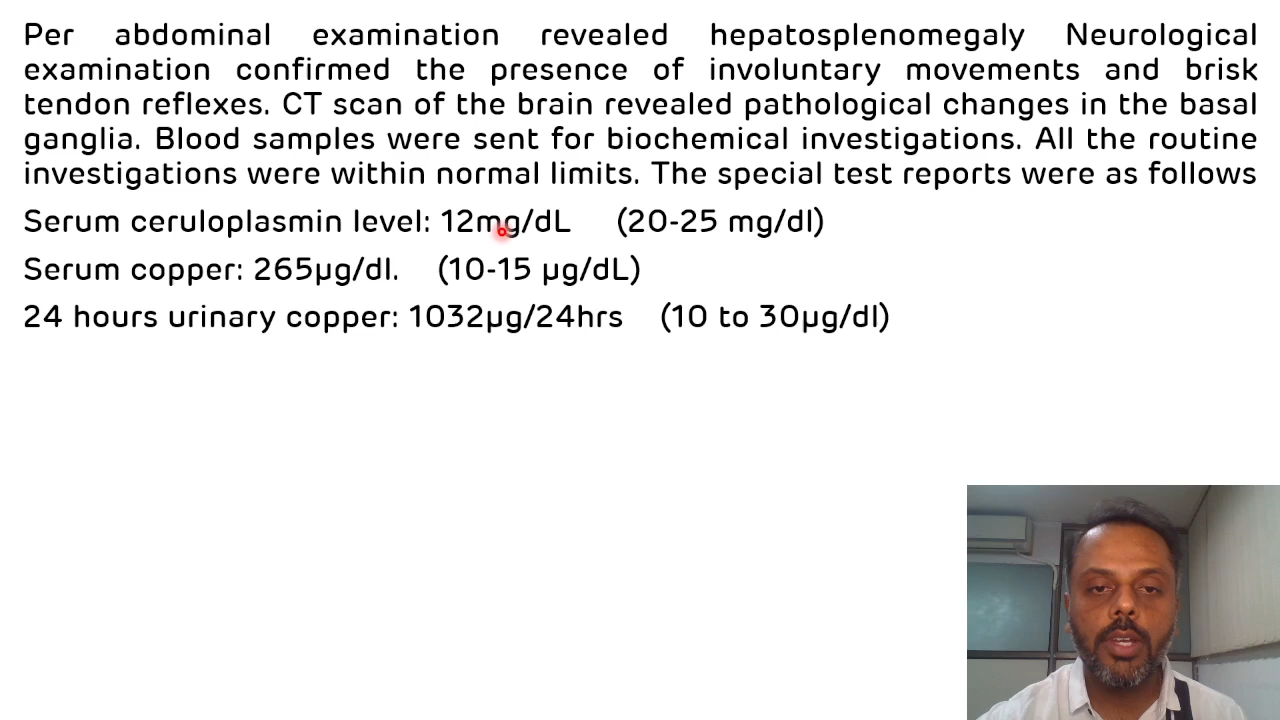 Per abdominal examination revealed hepatosplenomegaly Neurological
examination confirmed the presence of involuntary movements and brisk
tendon reflexes. CT scan of the brain revealed pathological changes in the basal
ganglia. Blood samples were sent for biochemical investigations. All the routine
investigations were within normal limits. The special test reports were as follows
Serum ceruloplasmin level: 12mg/dL (20-25 mg/dl)
Serum copper: 265µg/dl. (10-15 µg/dL)
24 hours urinary copper: 1032µg/24hrs (10 to 30µg/dl)